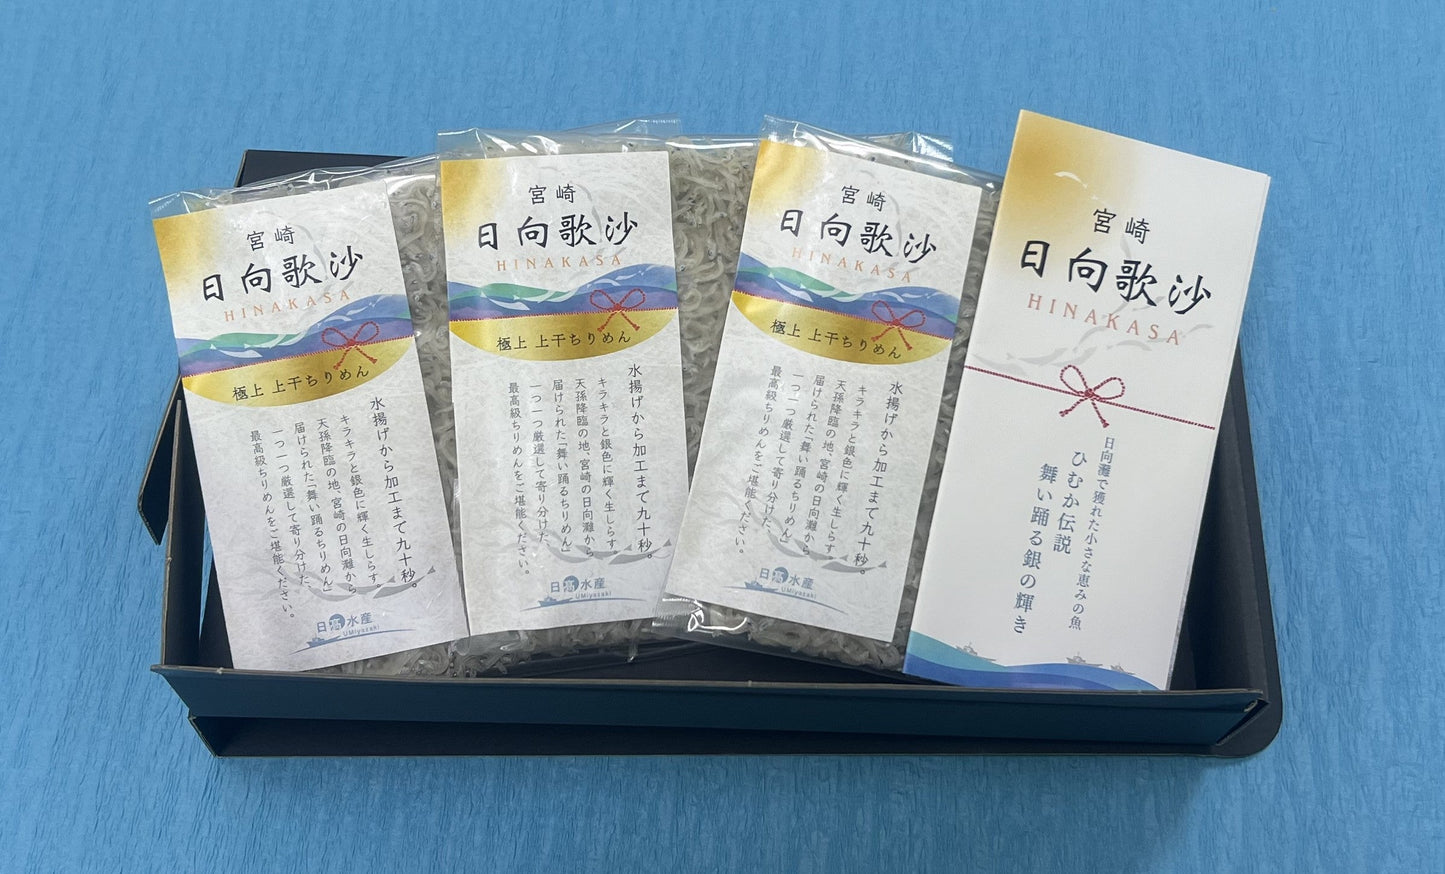 宮崎
日向歌沙
HINAKASA
極上 上干ちりめん
水揚げから加工まで九十秒。
キラキラと銀色に輝く生しらす
天孫降臨の地、宮崎の日向灘から
届けられた「舞い踊るちりめん」
一つ一つ厳選して寄り分けた、
最高級ちりめんをご堪能ください。
日髙水産
UMiyazaki
宮崎
日向歌沙
HINAKASA
極上 上干ちりめん
水揚げから加工まで九十秒。
キラキラと銀色に輝く生しらす
天孫降臨の地、宮崎の日向灘から
届けられた「舞い踊るちりめん」
一つ一つ厳選して寄り分けた、
最高級ちりめんをご堪能ください。
日髙水産
UMiyazaki
宮崎
日向歌沙
HINAKASA
極上 上干ちりめん
水揚げから加工まで九十秒。
キラキラと銀色に輝く生しらす
天孫降臨の地、宮崎の日向灘から
届けられた「舞い踊るちりめん」
一つ一つ厳選して寄り分けた、
最高級ちりめんをご堪能ください。
日髙水産
UMiyazaki
宮崎
日向歌沙
HINAKASA
日向灘で獲れた小さな恵みの魚
ひむか伝説
舞い踊る銀の輝き